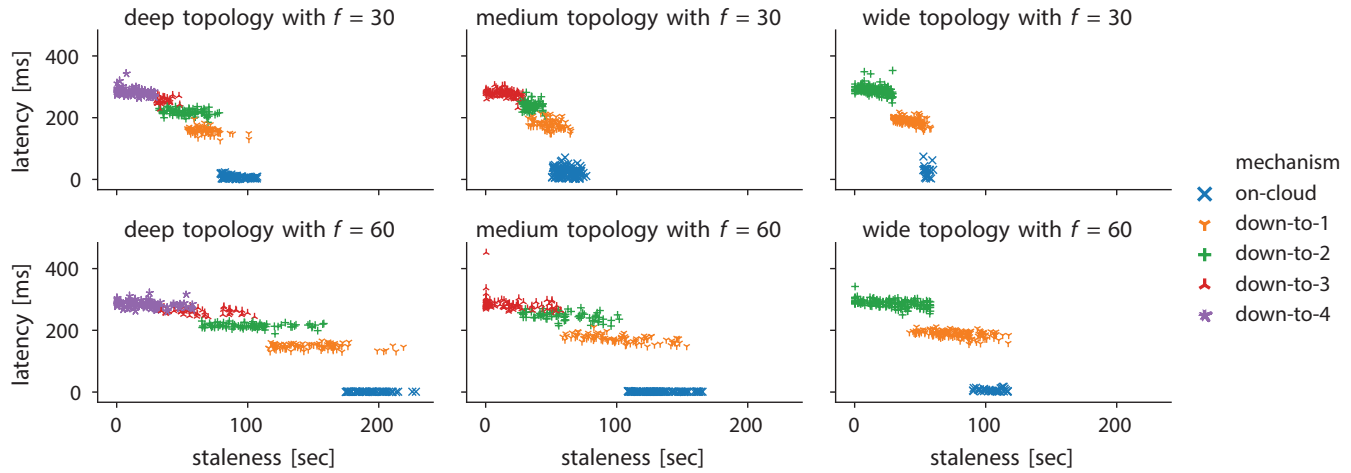 deep topology with f = 30
medium topology with f = 30
wide topology with f = 30
latency [ms]
400
200
0
0
100
200
0
100
200
0
100
200
deep topology with f = 60
medium topology with f = 60
wide topology with f = 60
latency [ms]
400
200
0
staleness [sec]
staleness [sec]
staleness [sec]
mechanism
on-cloud
down-to-1
down-to-2
down-to-3
down-to-4